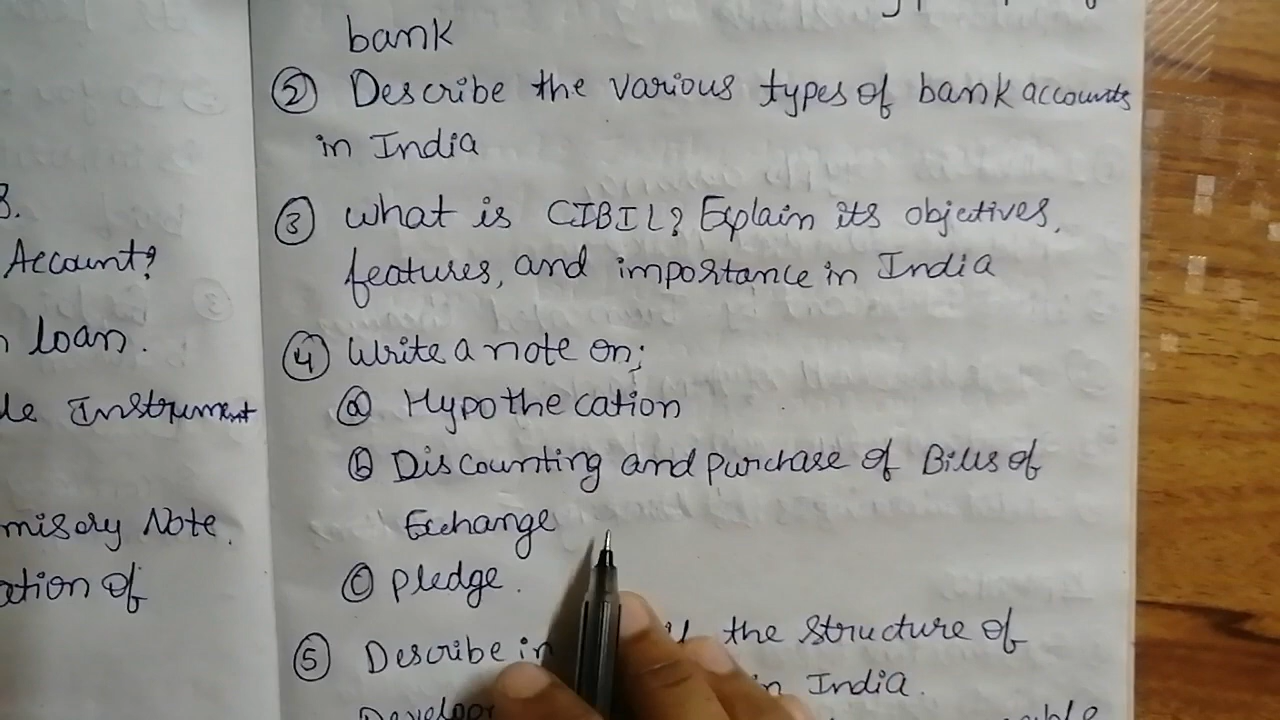 B.
Account?
loan.
Instrument
Note.
of
bank
② Describe the various types of bank accounts
in India
③ What is CIBIL? Explain its objectives,
features, and importance in India
④ Write a note on;
ⓐ Hypothecation
ⓑ Discounting and purchase of Bills of
Exchange
ⓒ Pledge.
⑤ Describe in the structure of
in India.